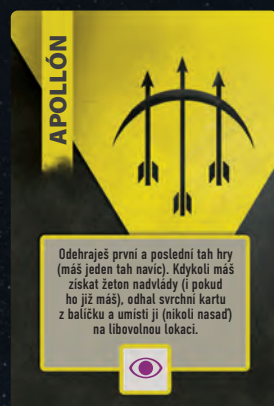 APOLLÓN
Odehraješ první a poslední tah hry
(máš jeden tah navíc). Kdykoli máš
získat žeton nadvlády (i pokud
ho již máš), odhal svrchní kartu
z balíčku a umísti ji (nikoli nasaď)
na libovolnou lokaci.